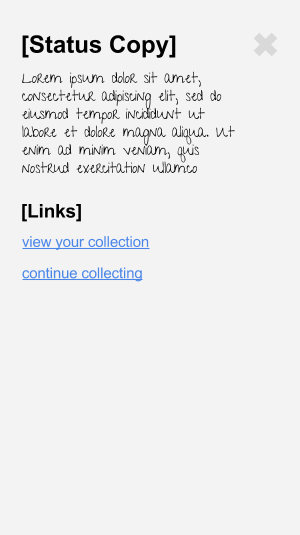 [Status Copy]
Lorem ipsum dolor sit amet,
consectetur adipiscing elit, sed do
eiusmod tempor incididunt ut
labore et dolore magna aliqua. Ut
enim ad minim veniam, quis
nostrud exercitation ullamco
[Links]
view your collection
continue collecting